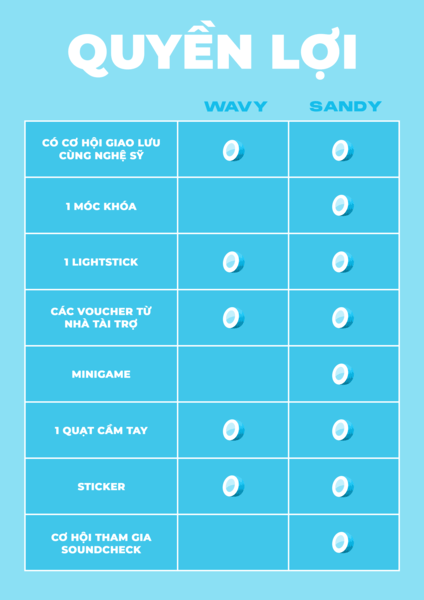 QUYỀN LỢI
WAVY SANDY
CÓ CƠ HỘI GIAO LƯU
CÙNG NGHỆ SỸ
1 MÓC KHÓA
1 LIGHTSTICK
CÁC VOUCHER TỪ
NHÀ TÀI TRỢ
MINIGAME
1 QUẠT CẦM TAY
STICKER
CƠ HỘI THAM GIA
SOUNDCHECK